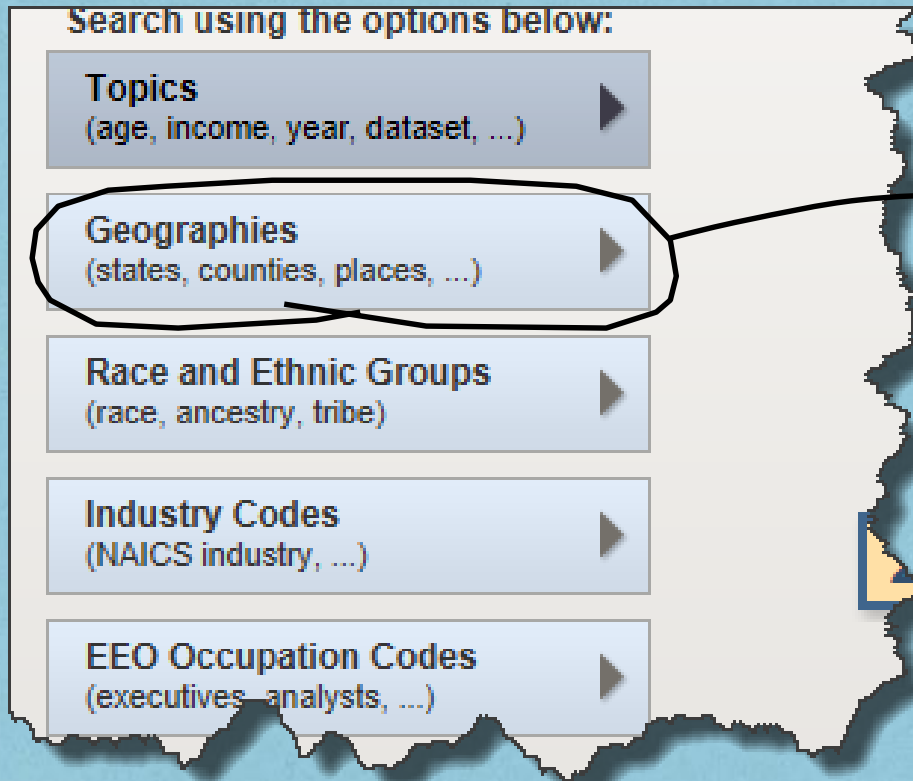 Search using the options below:
Topics
(age, income, year, dataset, ...)
Geographies
(states, counties, places, ...)
Race and Ethnic Groups
(race, ancestry, tribe)
Industry Codes
(NAICS industry, ...)
EEO Occupation Codes
(executives, analysts, ...)